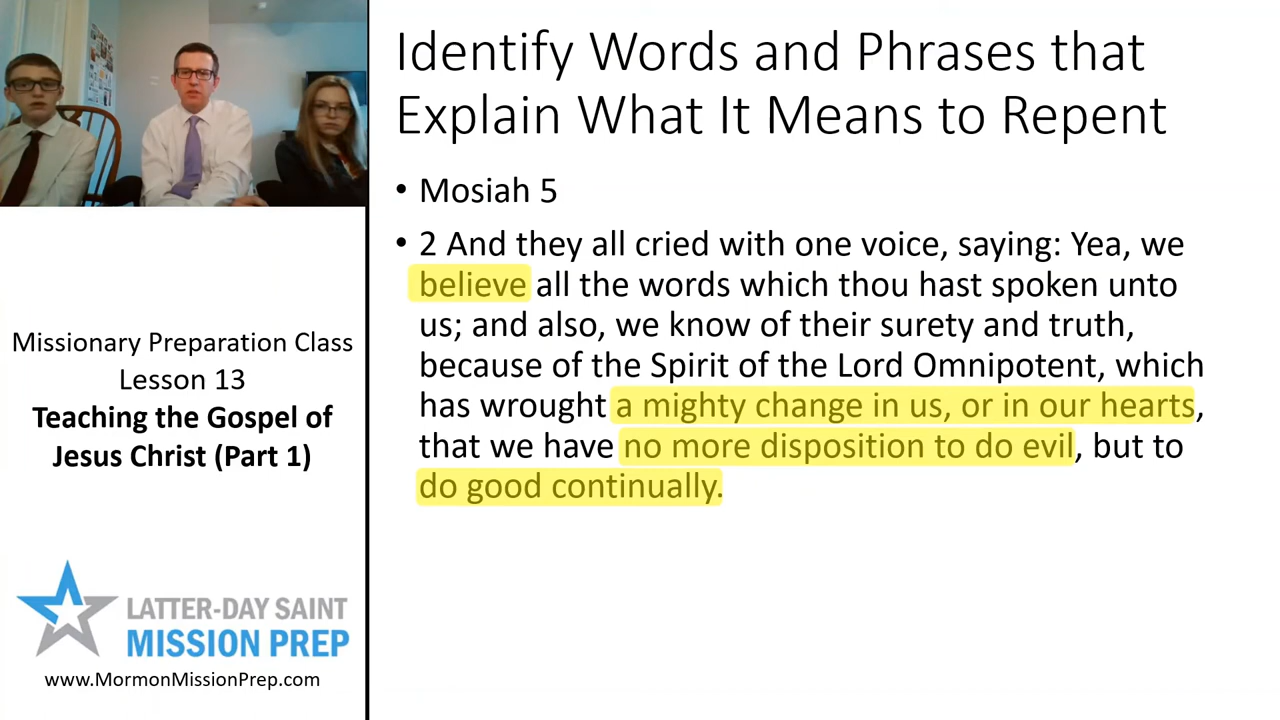 Identify Words and Phrases that
Explain What It Means to Repent
• Mosiah 5
• 2 And they all cried with one voice, saying: Yea, we
believe all the words which thou hast spoken unto
us; and also, we know of their surety and truth,
because of the Spirit of the Lord Omnipotent, which
has wrought a mighty change in us, or in our hearts,
that we have no more disposition to do evil, but to
do good continually.
Missionary Preparation Class
Lesson 13
Teaching the Gospel of
Jesus Christ (Part 1)
LATTER-DAY SAINT
MISSION PREP
www.MormonMissionPrep.com